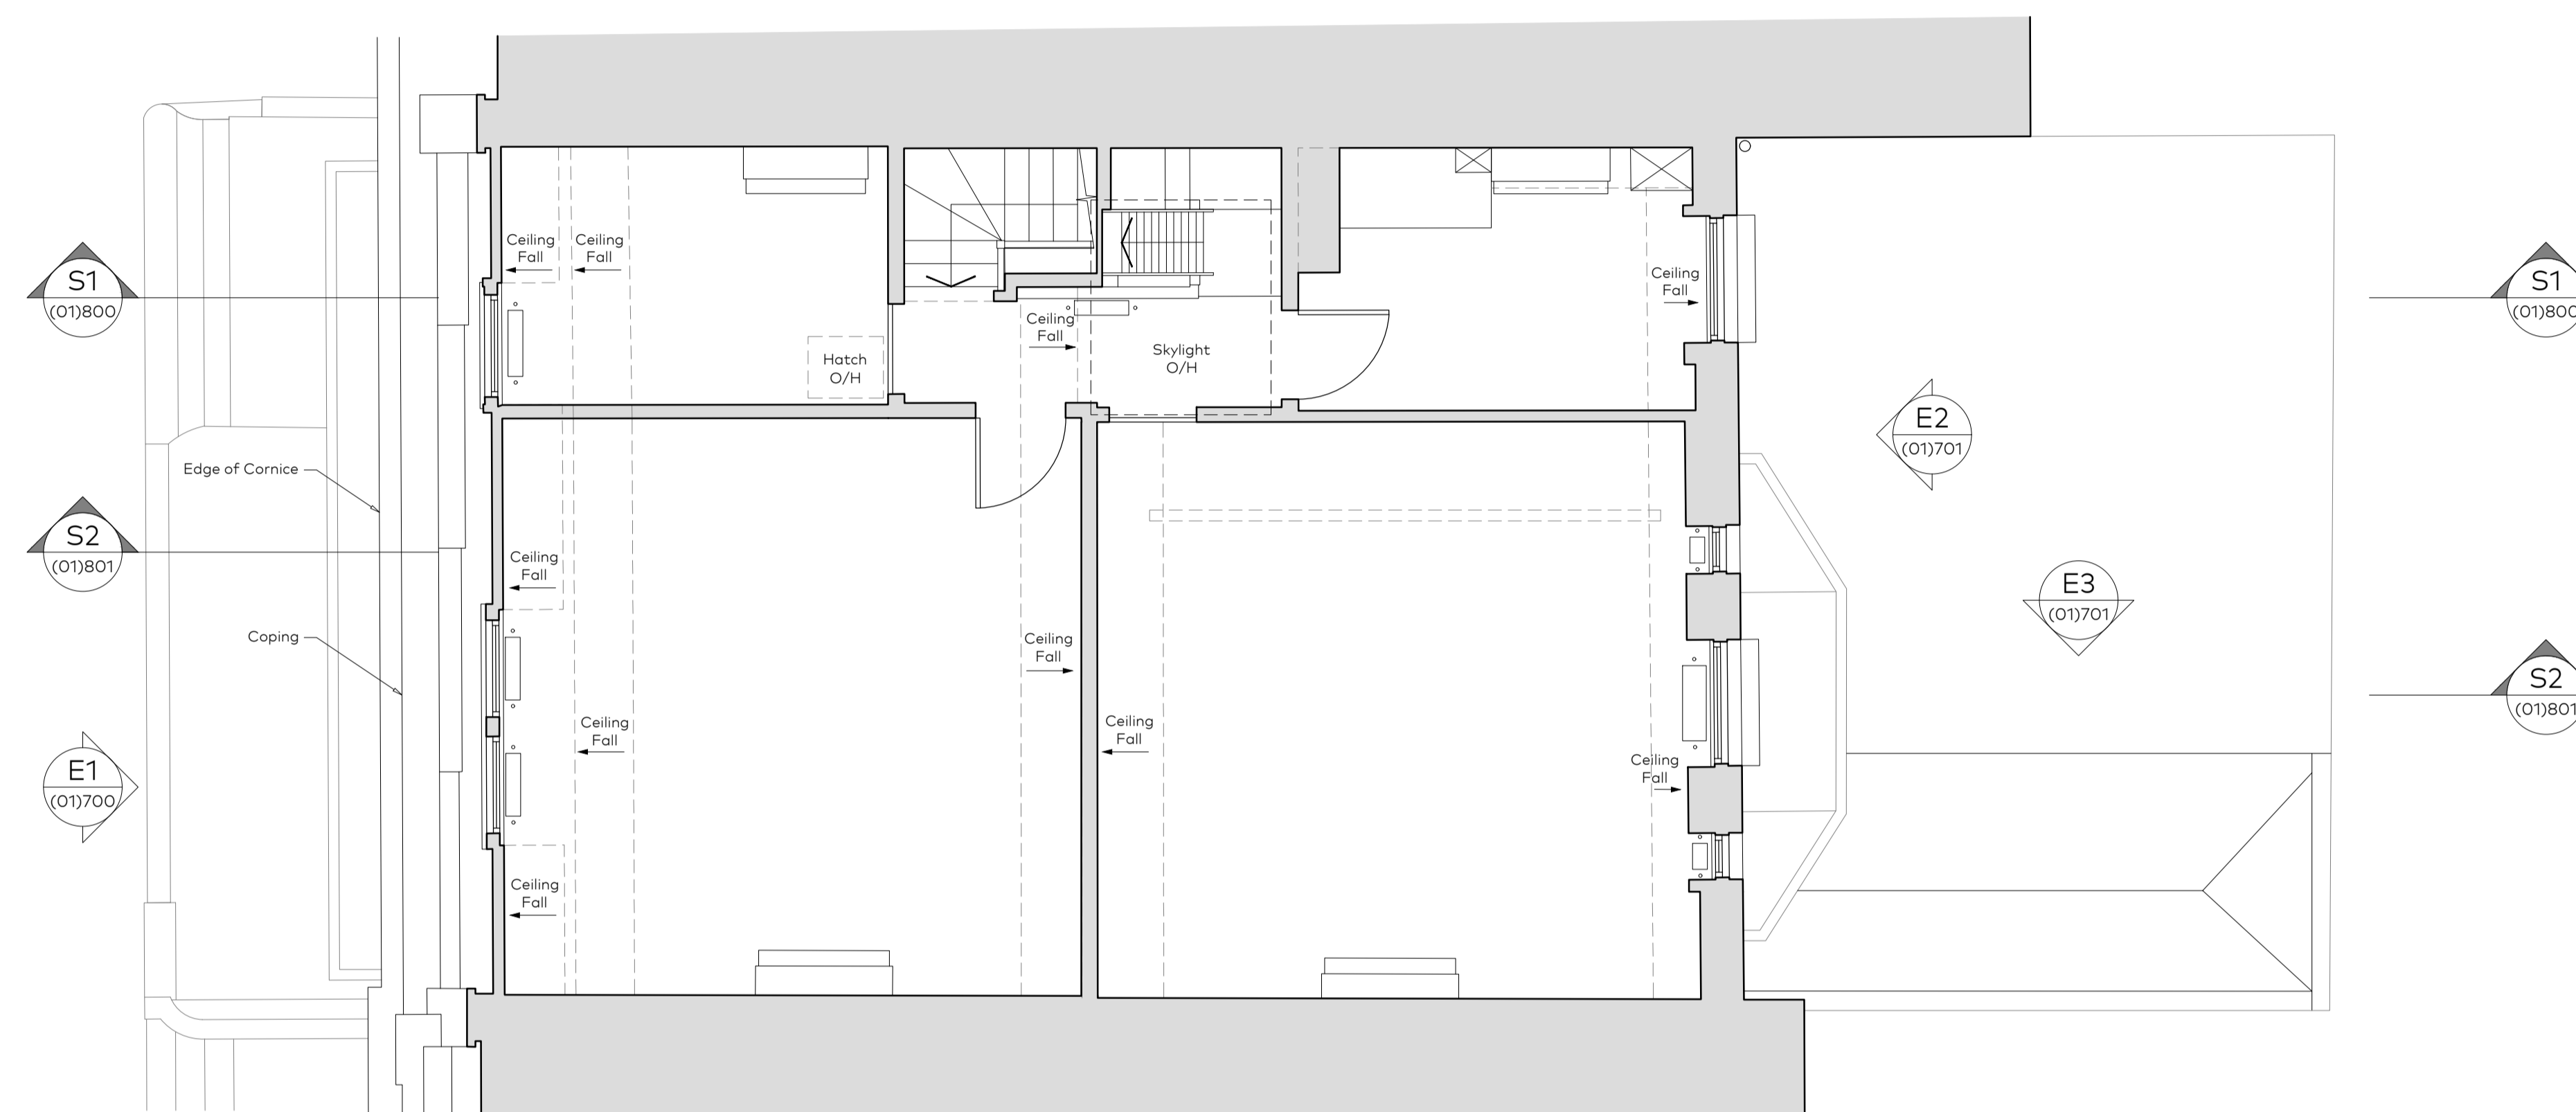 S1
(01)800
S2
(01)801
E1
(01)700
Edge of Cornice
Coping
Ceiling
Fall
Ceiling
Fall
Hatch
O/H
Ceiling
Fall
Skylight
O/H
Ceiling
Fall
Ceiling
Fall
Ceiling
Fall
Ceiling
Fall
Ceiling
Fall
Ceiling
Fall
Ceiling
Fall
E2
(01)701
E3
(01)701
S1
(01)800
S2
(01)801